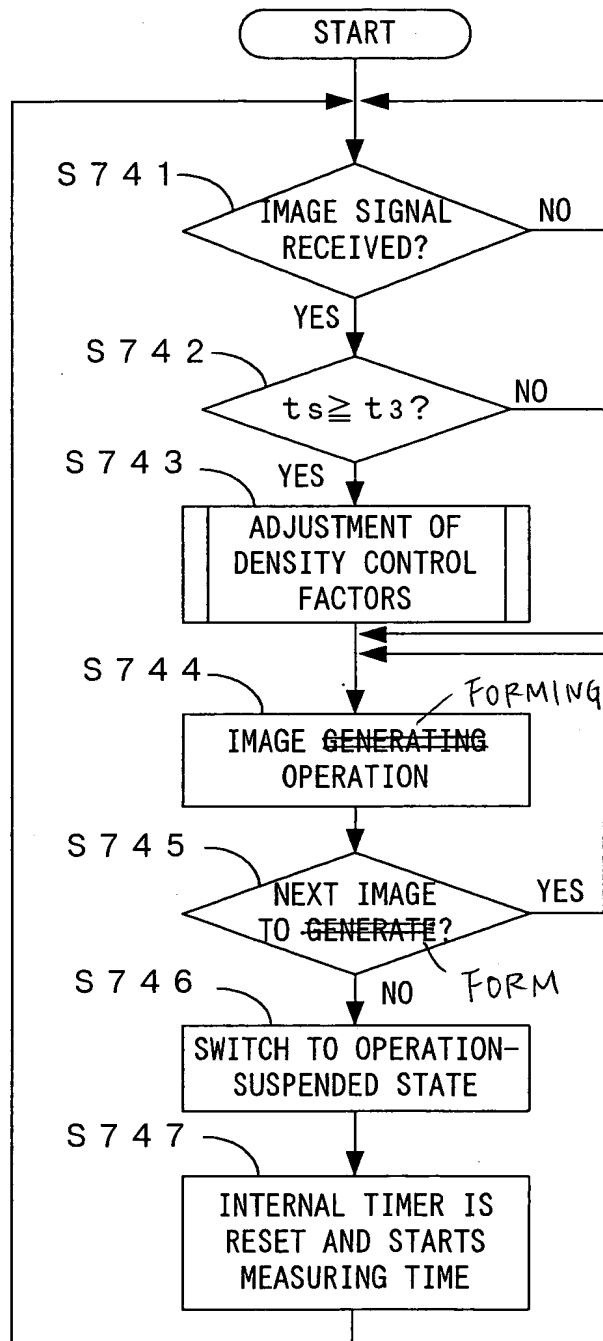 START
S741
IMAGE SIGNAL
RECEIVED?
NO
YES
S742
ts≧t3?
NO
S743
YES
ADJUSTMENT OF
DENSITY CONTROL
FACTORS
S744
FORMING
IMAGE GENERATING
OPERATION
S745
NEXT IMAGE
TO GENERATE?
YES
FORM
S746
NO
SWITCH TO OPERATION-
SUSPENDED STATE
S747
INTERNAL TIMER IS
RESET AND STARTS
MEASURING TIME